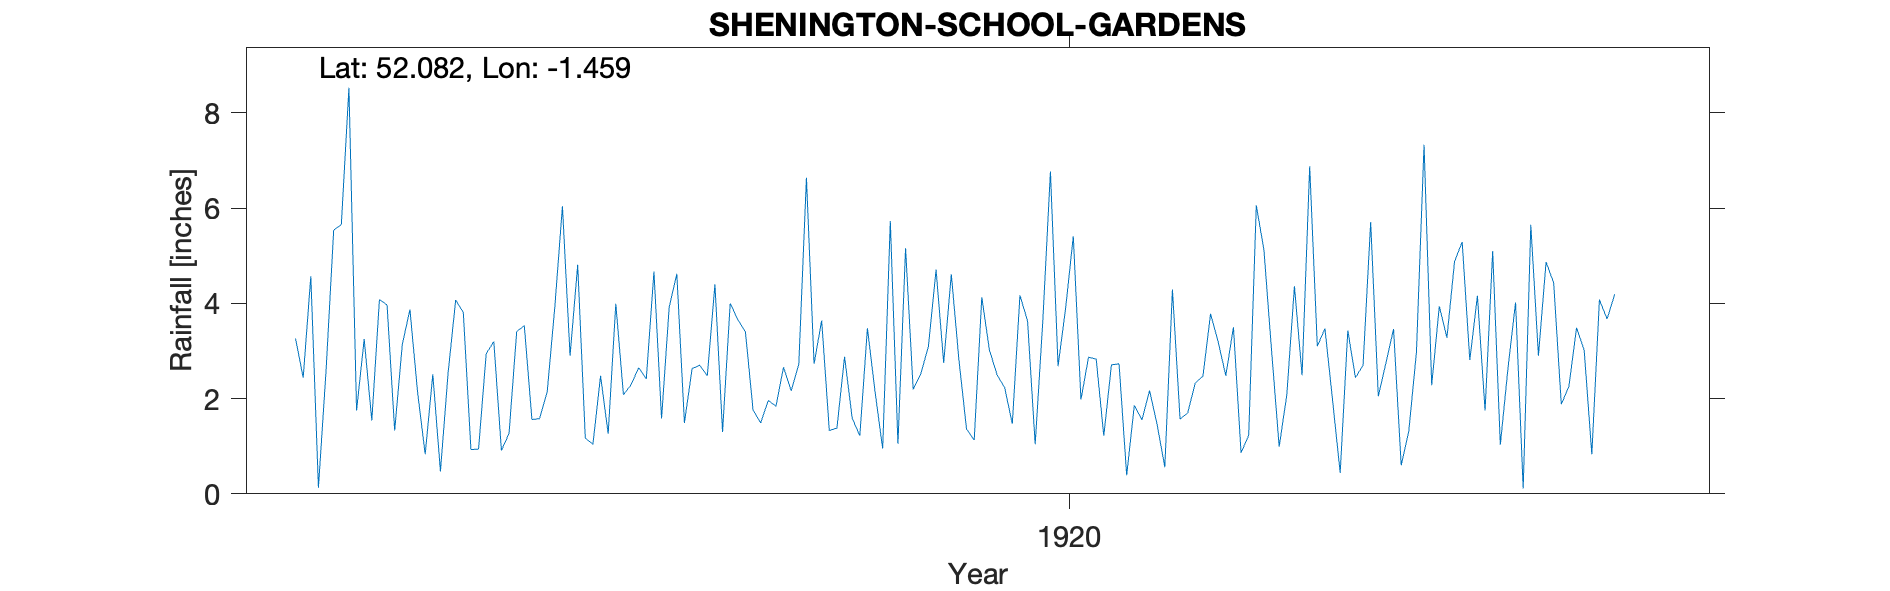 SHENINGTON-SCHOOL-GARDENS
Lat: 52.082, Lon: -1.459
8
6
4
2
0
Rainfall [inches]
1920
Year